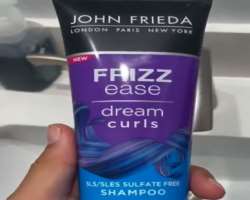 JOHN FRIEDA
LONDON PARIS NEW YORK
NEW
FRIZZ
ease
dream
curls
SLS/SLES SULFATE FREE
SHAMPOO